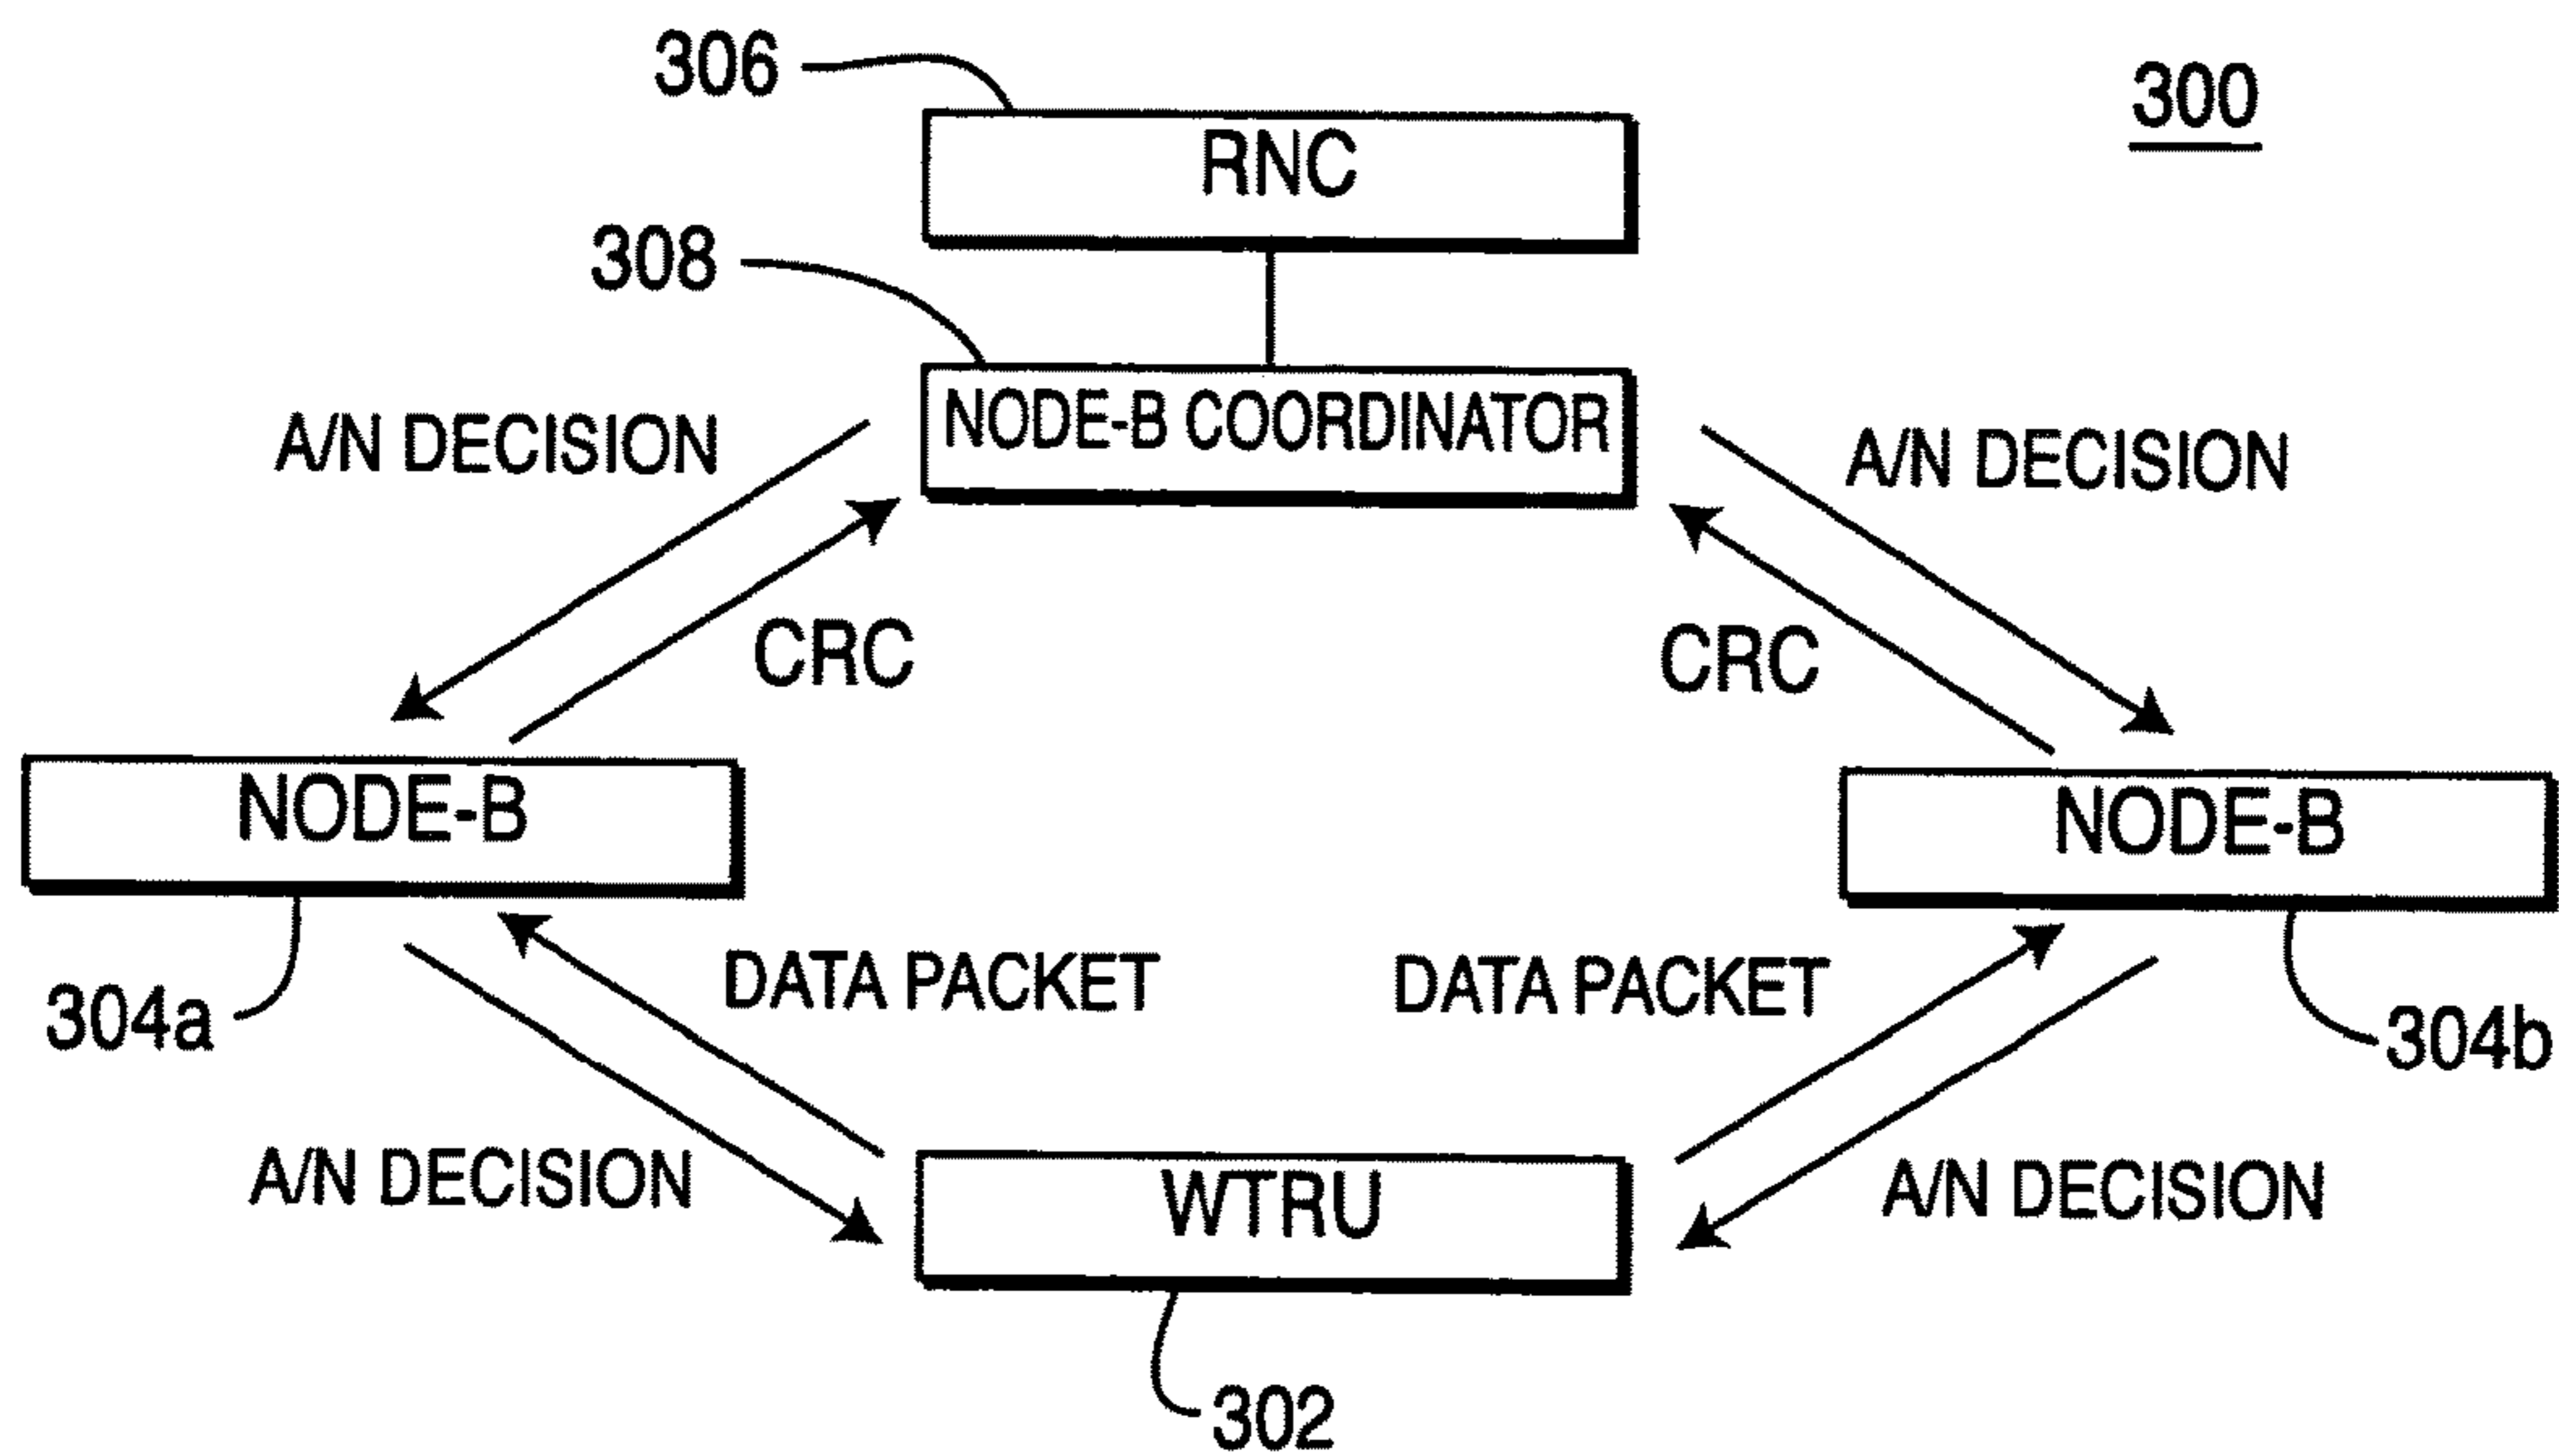 306
300
RNC
308
NODE-B COORDINATOR
A/N DECISION
A/N DECISION
CRC
CRC
NODE-B
NODE-B
DATA PACKET
DATA PACKET
304a
304b
A/N DECISION
WTRU
A/N DECISION
302